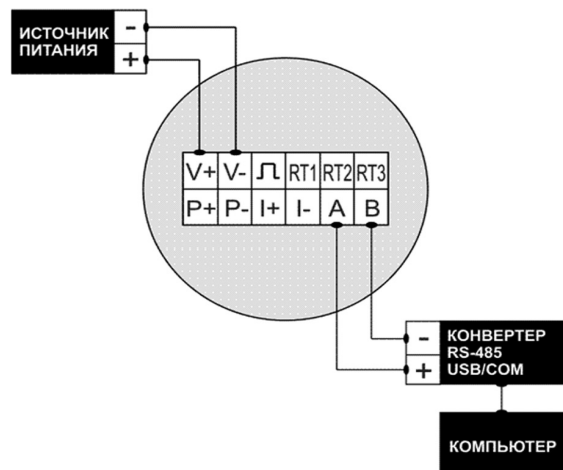 ИСТОЧНИК -
ПИТАНИЯ +
V+ V- ⎍ RT1 RT2 RT3
P+ P- I+ I- A B
- КОНВЕРТЕР
RS-485
+ USB/COM
КОМПЬЮТЕР